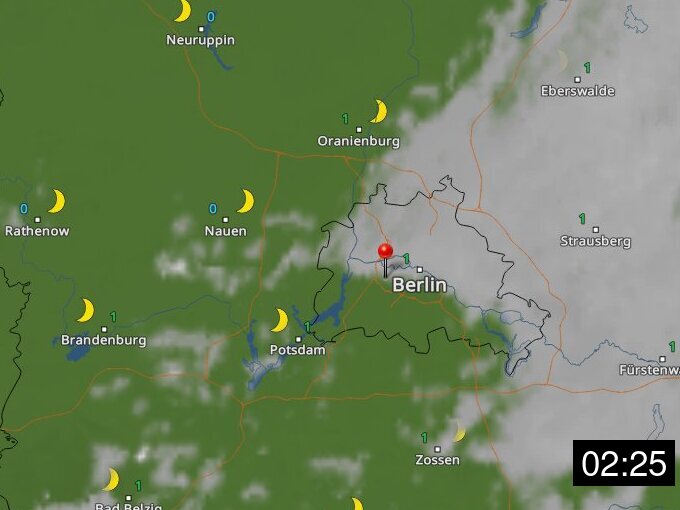 0
Neuruppin
1
Eberswalde
1
Oranienburg
0
Rathenow
0
Nauen
1
Strausberg
1
Berlin
1
Brandenburg
1
Potsdam
1
Fürstenwa
1
Zossen
02:25
1
Bad Belzig